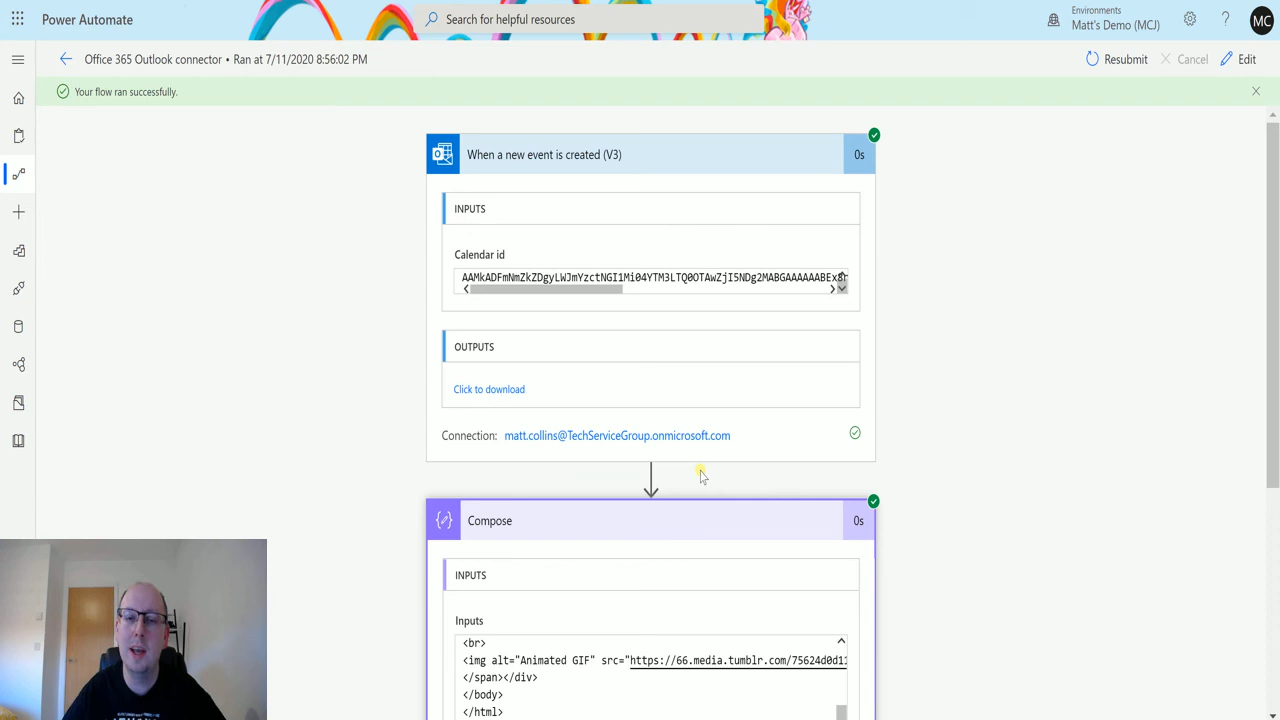 Power Automate
Search for helpful resources
Environments
Matt's Demo (MCJ)
MC
Office 365 Outlook connector • Ran at 7/11/2020 8:56:02 PM
Resubmit
Cancel
Edit
Your flow ran successfully.
When a new event is created (V3)
0s
INPUTS
Calendar id
OUTPUTS
Click to download
Connection: matt.collins@TechServiceGroup.onmicrosoft.com
Compose
0s
INPUTS
Inputs
<br>
<img alt="Animated GIF" src="https://66.media.tumblr.com/75624d0d11
</span></div>
</body>
</html>